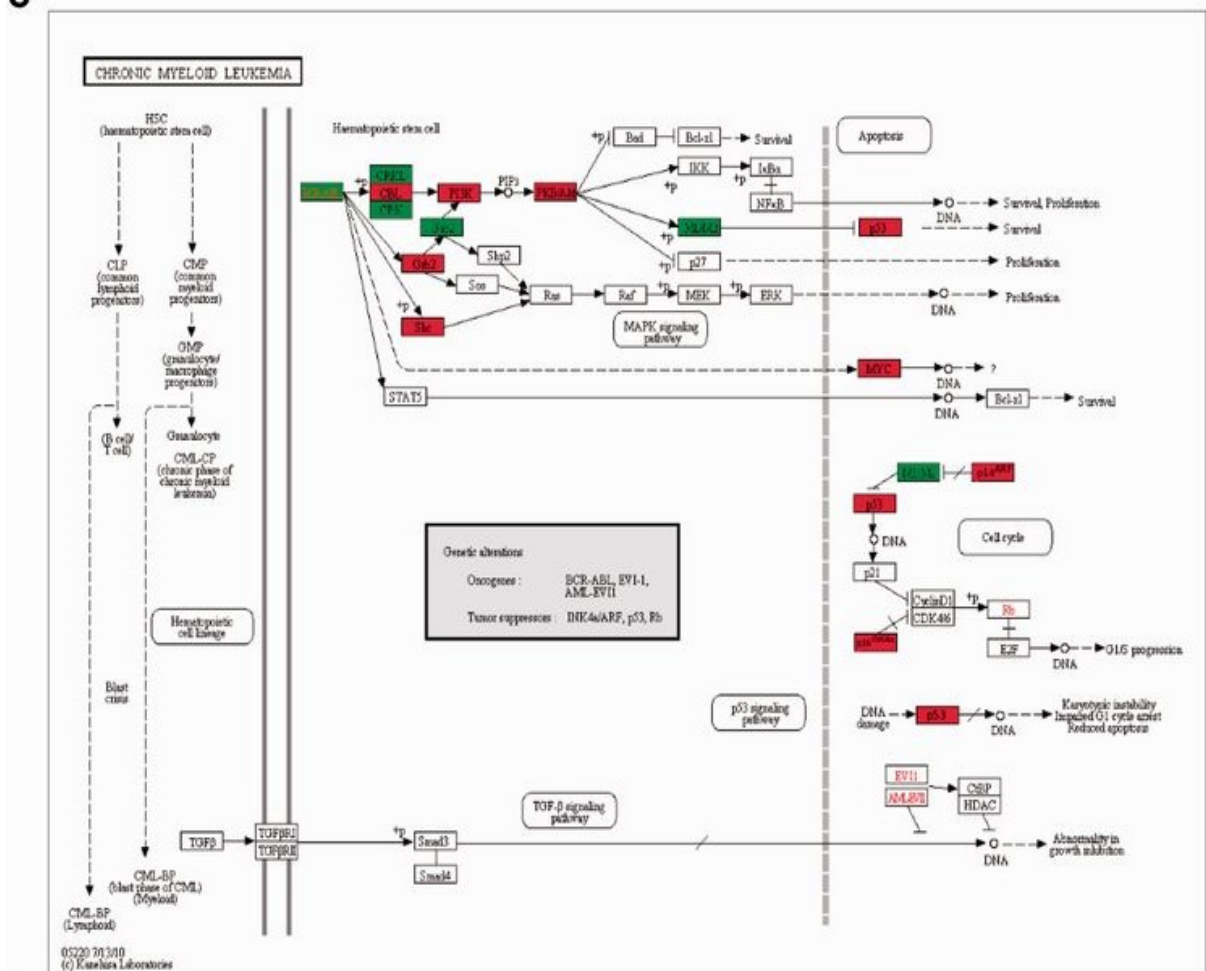 CHRONIC MYELOID LEUKEMIA
HSC
(haematopoietic stem cell)
CLP
(common
lymphoid
progenitors)
CMP
(common
myeloid
progenitors)
GMP
(granulocyte/
macrophage
progenitors)
(B cell/
T cell)
Granulocyte
CML-CP
(chronic phase of
chronic myeloid
leukemia)
Hematopoietic
cell lineage
Blast
crisis
CML-BP
(blast phase of CML)
(Myeloid)
CML-BP
(Lymphoid)
05220 7/13/10
(c) Kanehisa Laboratories
Haematopoietic stem cell
+p
CRKL
CBL
CRK
PI3K
PIP3
PKB/Akt
Grb2
Shp2
Sos
+p
Shc
Ras
Raf
+p
MEK
+p
ERK
MAPK signaling
pathway
STAT5
+p
Bad
Bcl-xl
Survival
+p
IKK
IκBα
NFκB
DNA
Survival, Proliferation
+p
p53
Survival
+p
p27
Proliferation
DNA
Proliferation
MYC
DNA
?
DNA
Bcl-xl
Survival
Apoptosis
p14ARF
p53
DNA
p21
Cell cycle
CyclinD1
CDK4/6
+p
Rb
E2F
DNA
G1/S progression
Genetic alterations
Oncogenes : BCR-ABL, EVI-1,
AML-EVI1
Tumor suppressors : INK4a/ARF, p53, Rb
p53 signaling
pathway
DNA
damage
p53
DNA
Karyotypic instability
Impaired G1 cycle arrest
Reduced apoptosis
EVI1
AML-EVI1
CtBP
HDAC
DNA
Abnormality in
growth inhibition
TGF-β signaling
pathway
TGFβ
TGFβRI
TGFβRII
+p
Smad3
Smad4